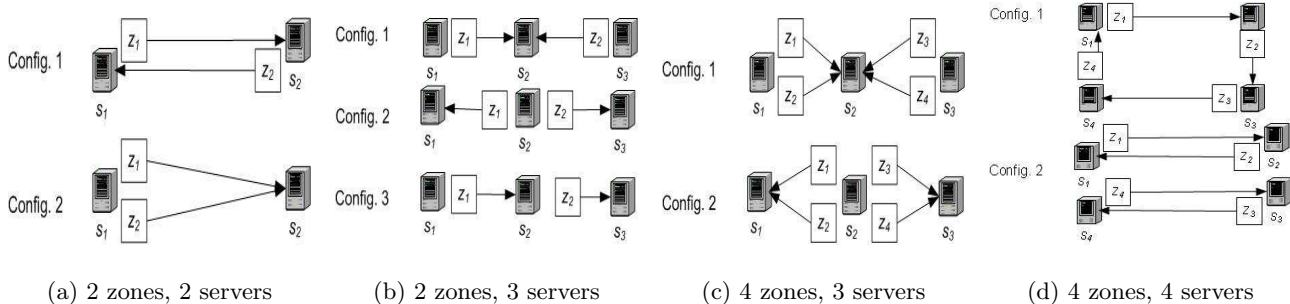 Config. 1
Z1
Z2
S1
S2
Config. 2
Z1
Z2
S1
S2
(a) 2 zones, 2 servers
Config. 1
Z1
Z2
S1
S2
S3
Config. 2
Z1
Z2
S1
S2
S3
Config. 3
Z1
Z2
S1
S2
S3
(b) 2 zones, 3 servers
Config. 1
Z1
Z3
Z2
Z4
S1
S2
S3
Config. 2
Z1
Z3
Z2
Z4
S1
S2
S3
(c) 4 zones, 3 servers
Config. 1
Z1
S1
Z2
Z4
Z3
S4
S3
Config. 2
Z1
Z2
S1
S2
Z4
Z3
S4
S3
(d) 4 zones, 4 servers